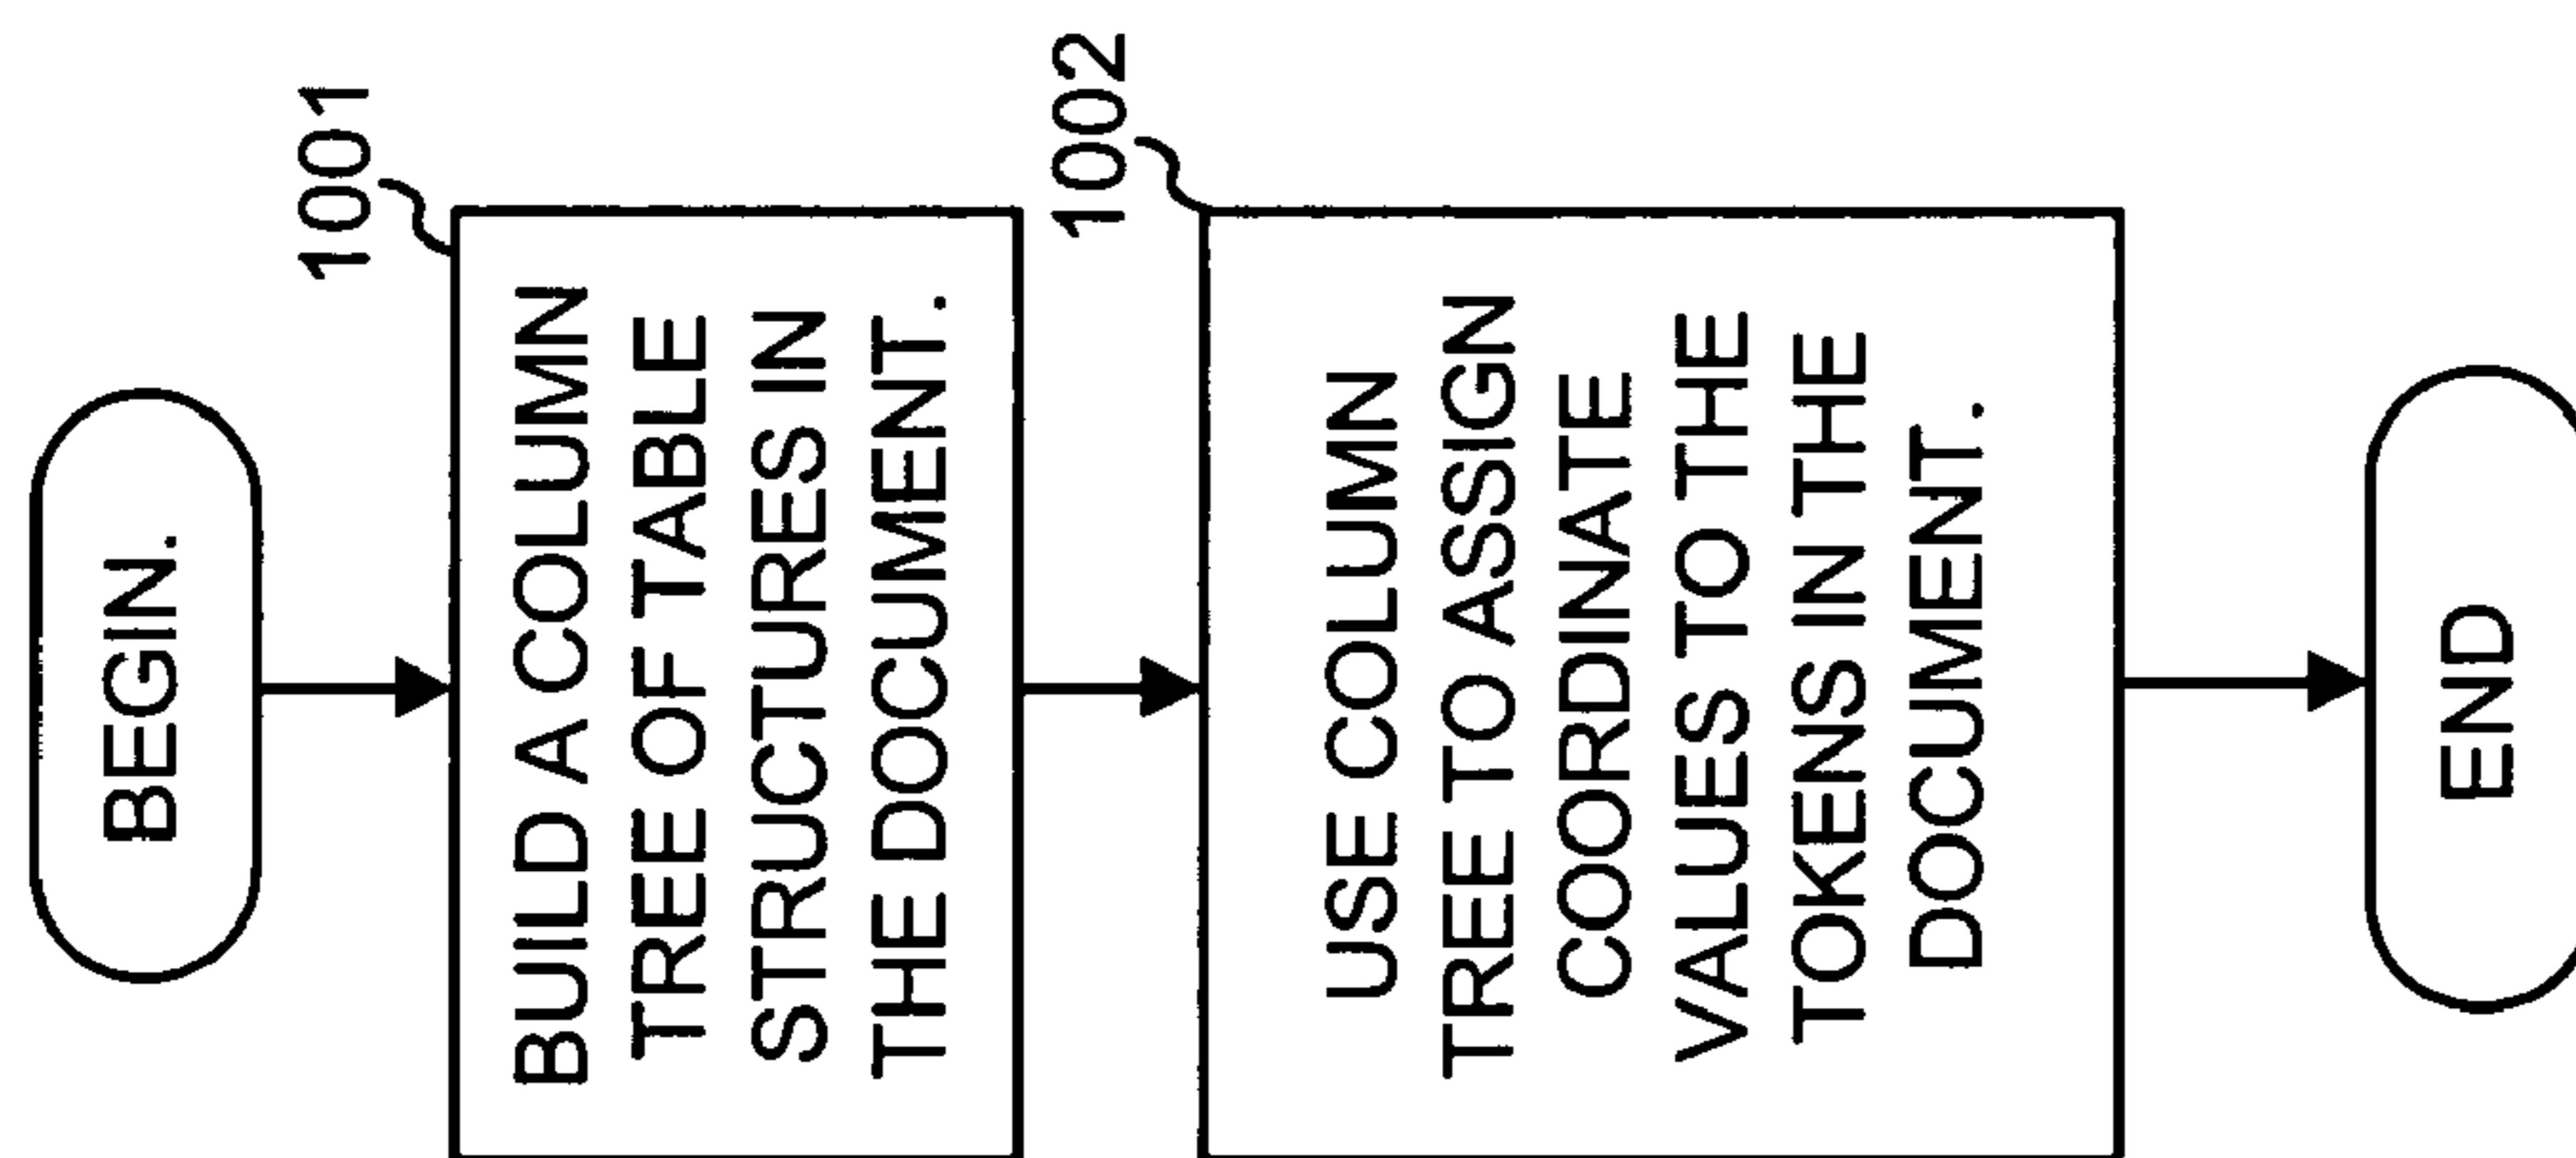 BEGIN.
1001
BUILD A COLUMN
TREE OF TABLE
STRUCTURES IN
THE DOCUMENT.
1002
USE COLUMN
TREE TO ASSIGN
COORDINATE
VALUES TO THE
TOKENS IN THE
DOCUMENT.
END